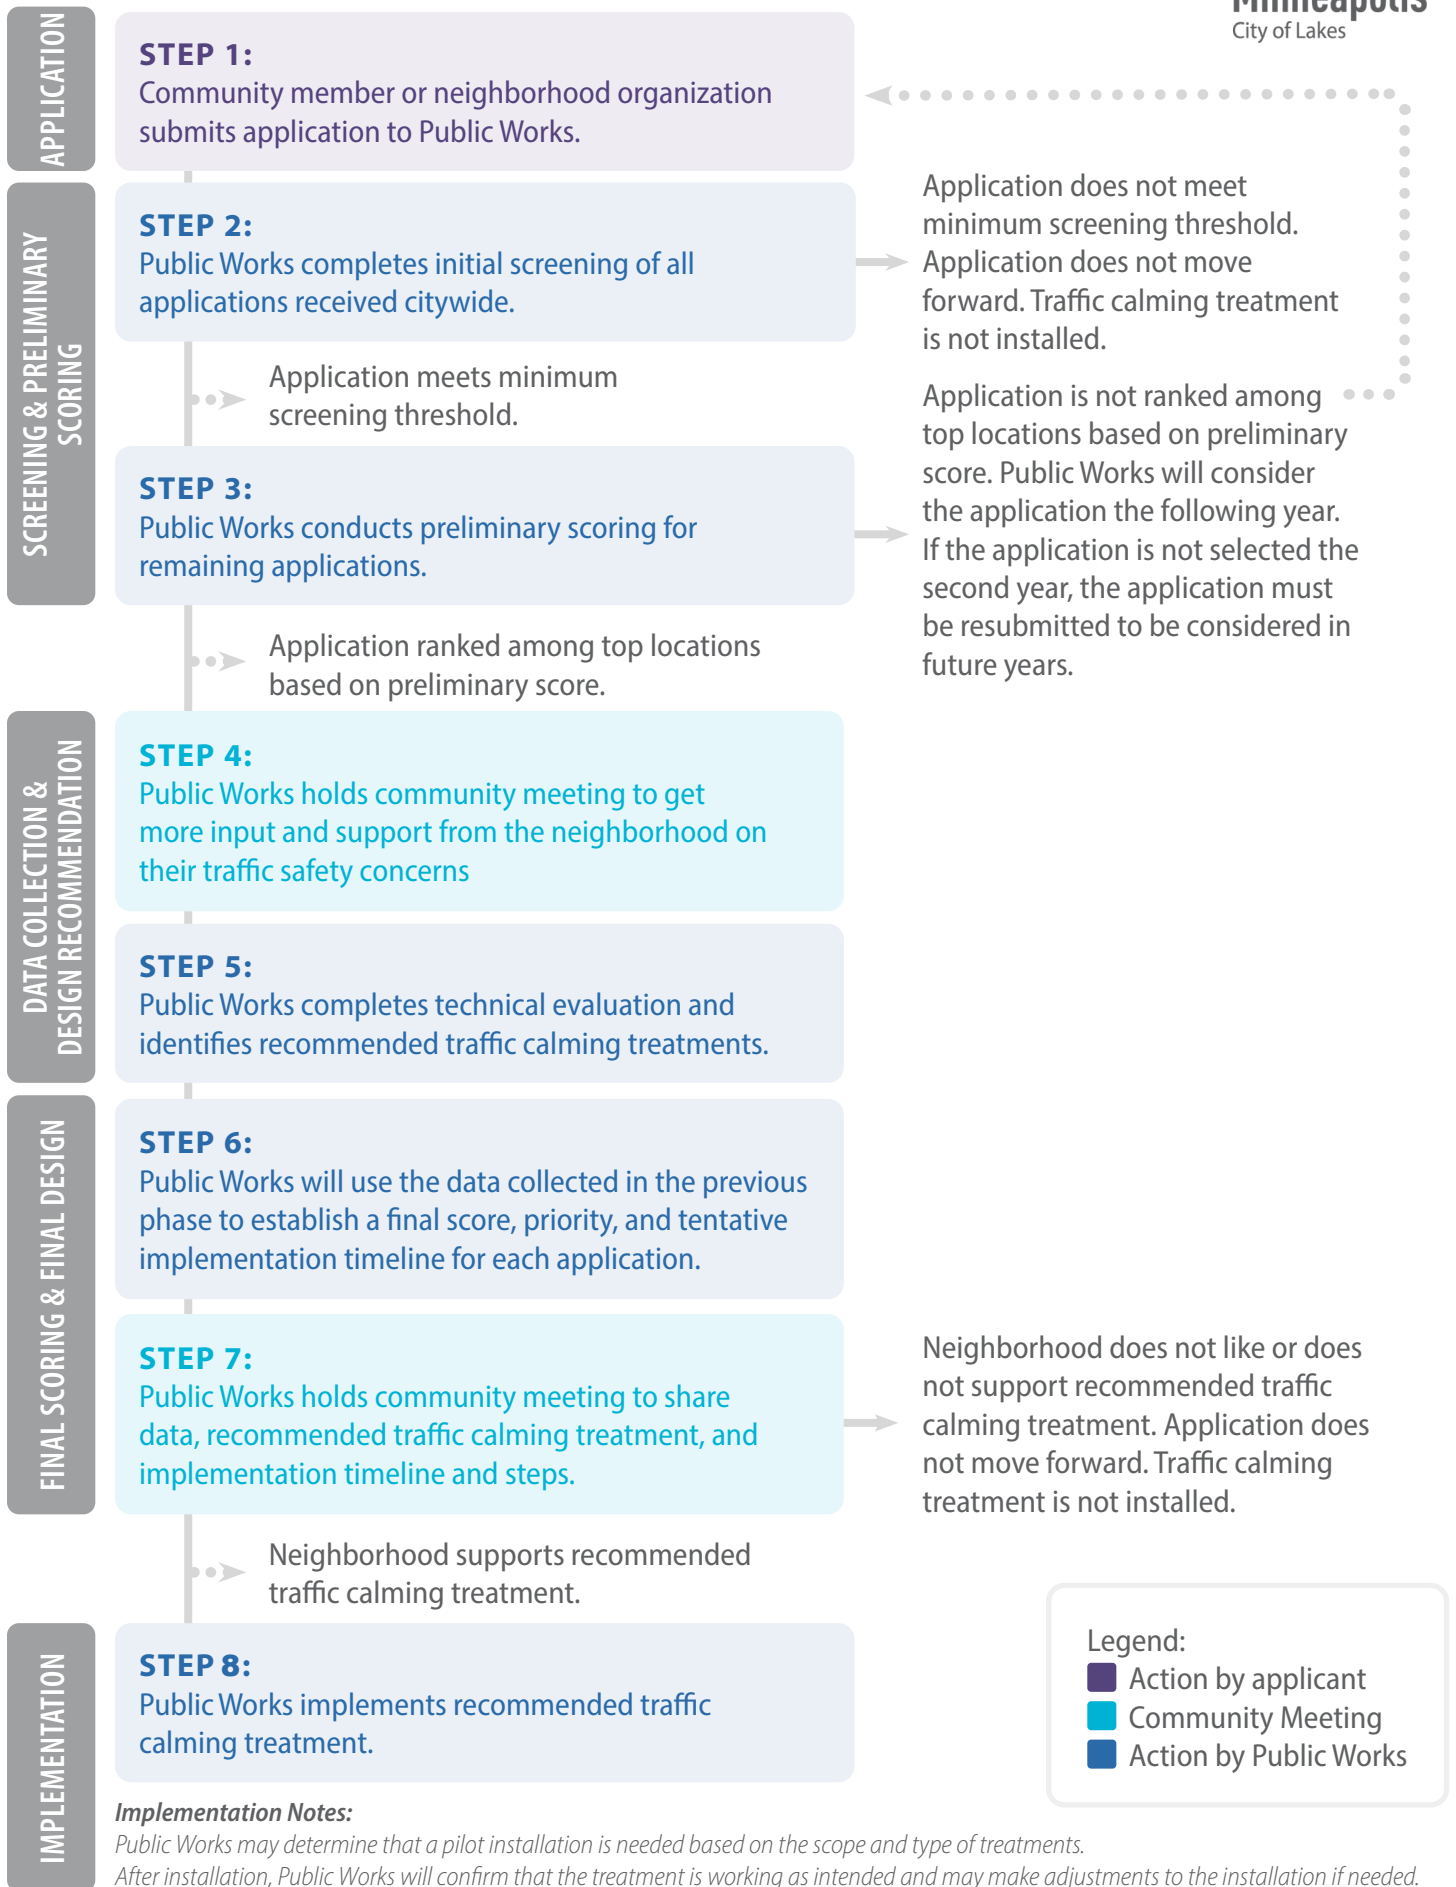 Minneapolis
City of Lakes
APPLICATION
STEP 1:
Community member or neighborhood organization
submits application to Public Works.
SCREENING & PRELIMINARY
SCORING
STEP 2:
Public Works completes initial screening of all
applications received citywide.
Application does not meet
minimum screening threshold.
Application does not move
forward. Traffic calming treatment
is not installed.
Application meets minimum
screening threshold.
STEP 3:
Public Works conducts preliminary scoring for
remaining applications.
Application is not ranked among
top locations based on preliminary
score. Public Works will consider
the application the following year.
If the application is not selected the
second year, the application must
be resubmitted to be considered in
future years.
Application ranked among top locations
based on preliminary score.
DATA COLLECTION &
DESIGN RECOMMENDATION
STEP 4:
Public Works holds community meeting to get
more input and support from the neighborhood on
their traffic safety concerns
STEP 5:
Public Works completes technical evaluation and
identifies recommended traffic calming treatments.
FINAL SCORING & FINAL DESIGN
STEP 6:
Public Works will use the data collected in the previous
phase to establish a final score, priority, and tentative
implementation timeline for each application.
STEP 7:
Public Works holds community meeting to share
data, recommended traffic calming treatment, and
implementation timeline and steps.
Neighborhood does not like or does
not support recommended traffic
calming treatment. Application does
not move forward. Traffic calming
treatment is not installed.
Neighborhood supports recommended
traffic calming treatment.
IMPLEMENTATION
STEP 8:
Public Works implements recommended traffic
calming treatment.
Legend:
Action by applicant
Community Meeting
Action by Public Works
Implementation Notes:
Public Works may determine that a pilot installation is needed based on the scope and type of treatments.
After installation, Public Works will confirm that the treatment is working as intended and may make adjustments to the installation if needed.